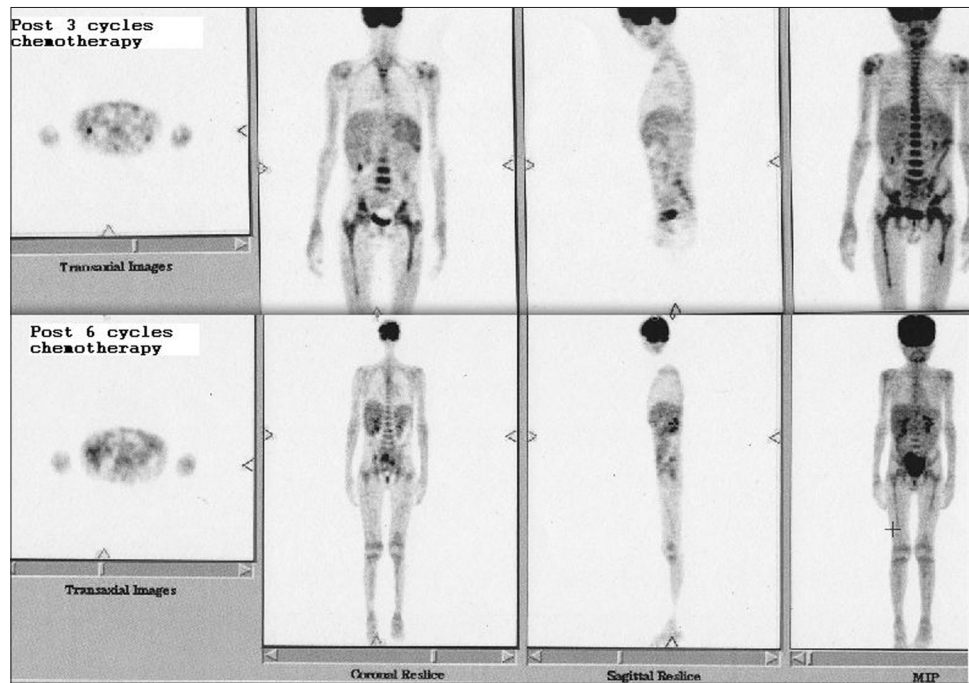 Post 3 cycles
chemotherapy
Transaxial Images
Post 6 cycles
chemotherapy
Transaxial Images
Coronal Reslice
Sagittal Reslice
MIP